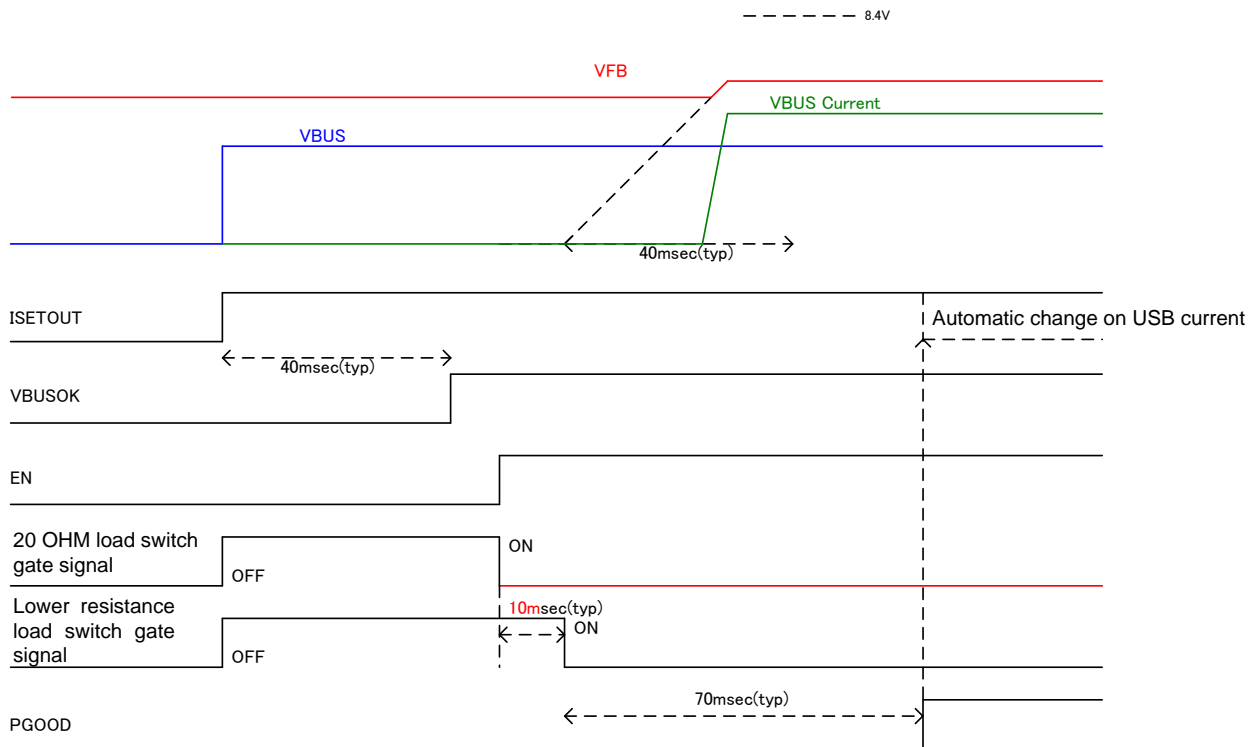 8.4V
VFB
VBUS Current
VBUS
40msec(typ)
ISETOUT
Automatic change on USB current
40msec(typ)
VBUSOK
EN
20 OHM load switch
gate signal
ON
OFF
Lower resistance
load switch gate
signal
10msec(typ)
ON
OFF
70msec(typ)
PGOOD